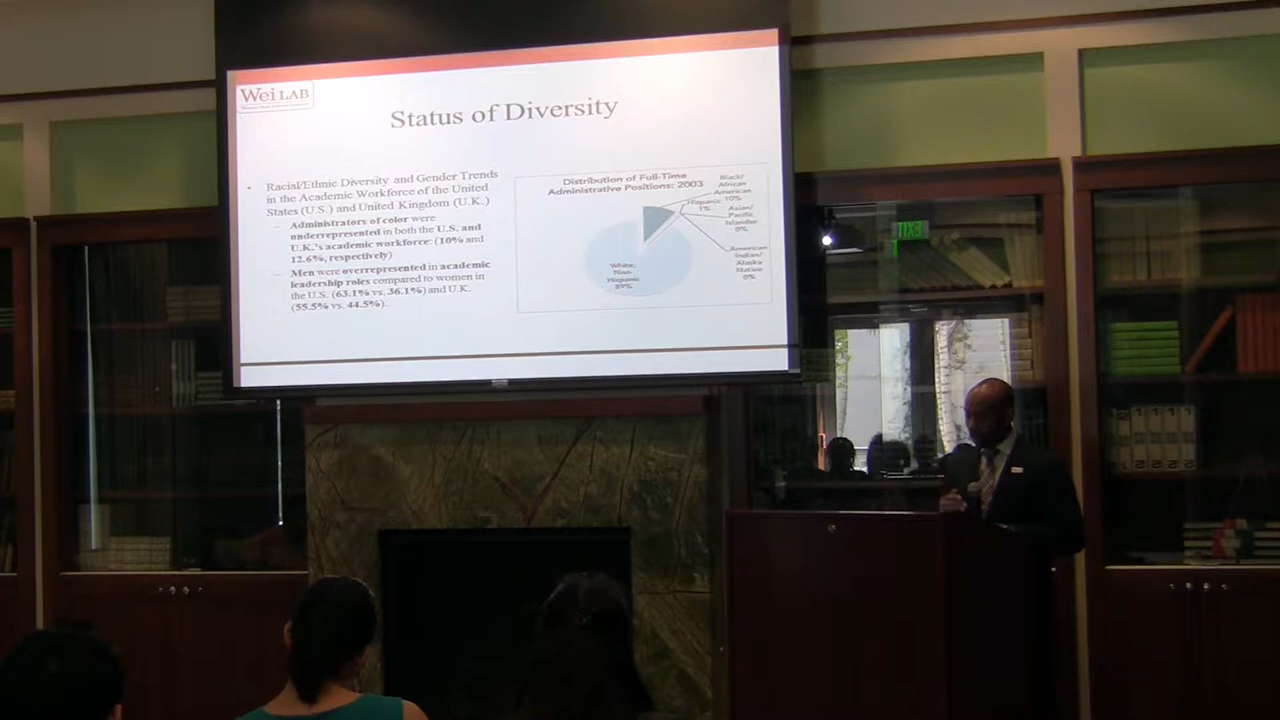 Wei LAB
Status of Diversity
• Racial/Ethnic Diversity and Gender Trends
in the Academic Workforce of the United
States (U.S.) and United Kingdom (U.K.)
– Administrators of color were
underrepresented in both the U.S. and
U.K.'s academic workforce: (10% and
12.6%, respectively)
– Men were overrepresented in academic
leadership roles compared to women in
the U.S. (63.1% vs. 36.1%) and U.K.
(55.5% vs. 44.5%).
Distribution of Full-Time
Administrative Positions: 2003
Black/
African
American
10%
Hispanic
1%
Asian/
Pacific
Islander
0%
American
Indian/
Alaska
Native
0%
White,
Non-
Hispanic
89%
TIX3